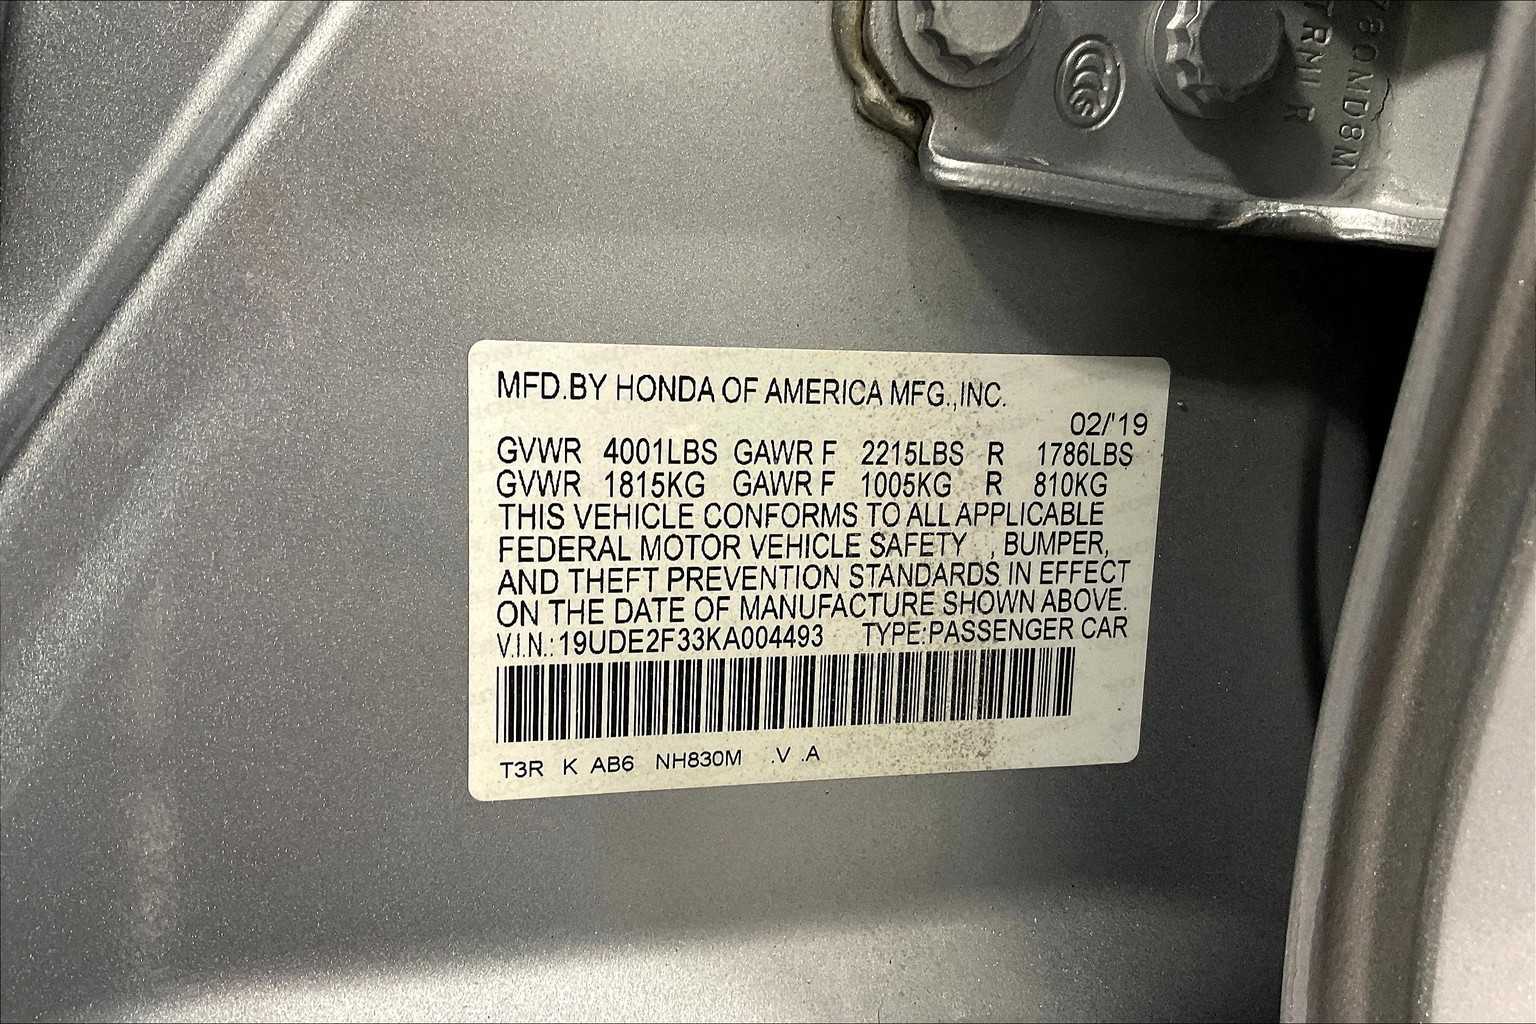 780MD8M
TRNL R
MFD.BY HONDA OF AMERICA MFG.,INC.
02/'19
GVWR 4001LBS GAWR F 2215LBS R 1786LBS
GVWR 1815KG GAWR F 1005KG R 810KG
THIS VEHICLE CONFORMS TO ALL APPLICABLE
FEDERAL MOTOR VEHICLE SAFETY , BUMPER,
AND THEFT PREVENTION STANDARDS IN EFFECT
ON THE DATE OF MANUFACTURE SHOWN ABOVE.
V.I.N.: 19UDE2F33KA004493 TYPE:PASSENGER CAR
T3R K AB6 NH830M .V .A